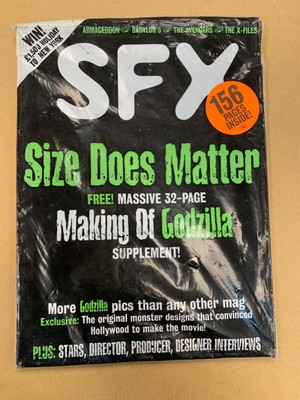 WIN!
£1,500 HOLIDAY
TO NEW YORK
ARMAGEDDON BABYLON 5 THE AVENGERS THE X-FILES
SFX
156
PAGES
INSIDE!
Size Does Matter
FREE! MASSIVE 32-PAGE
Making Of Godzilla
SUPPLEMENT!
More Godzilla pics than any other mag
Exclusive: The original monster designs that convinced
Hollywood to make the movie!
PLUS: STARS, DIRECTOR, PRODUCER, DESIGNER INTERVIEWS